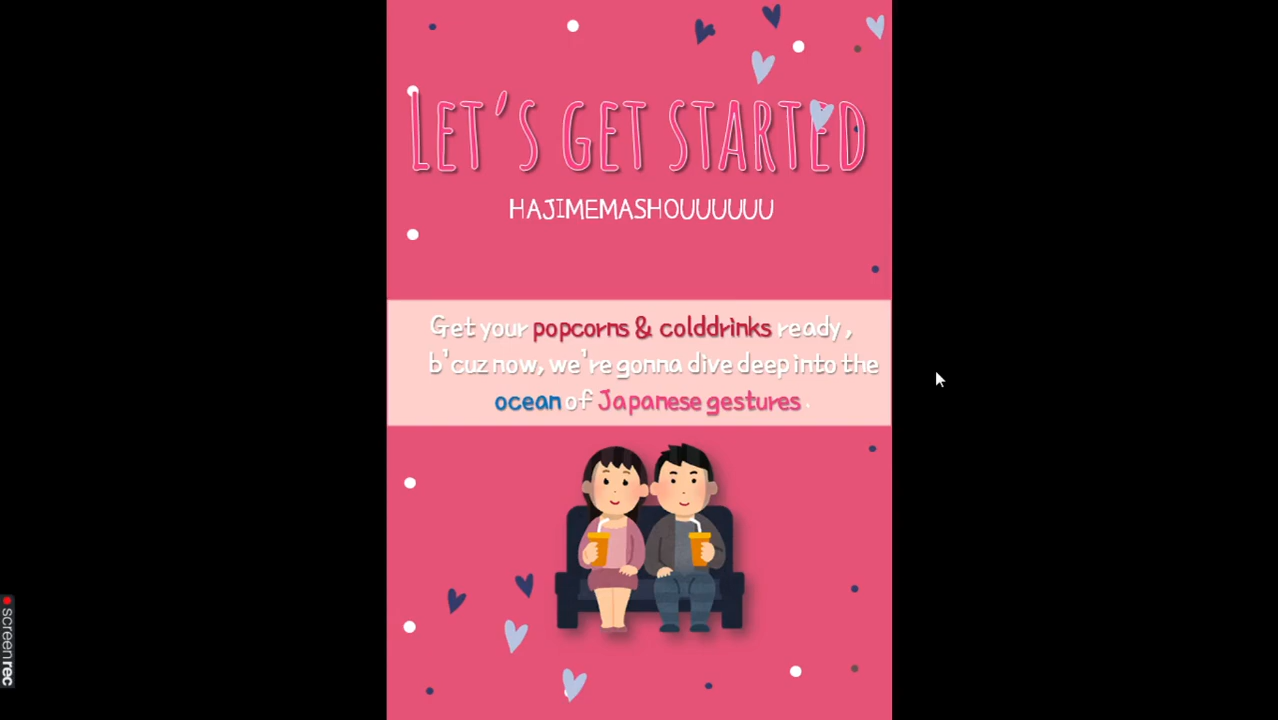 LET'S GET STARTED
HAJIMEMASHOUUUUUU
Get your popcorns & colddrinks ready,
b'cuz now, we're gonna dive deep into the
ocean of Japanese gestures.
screenrec